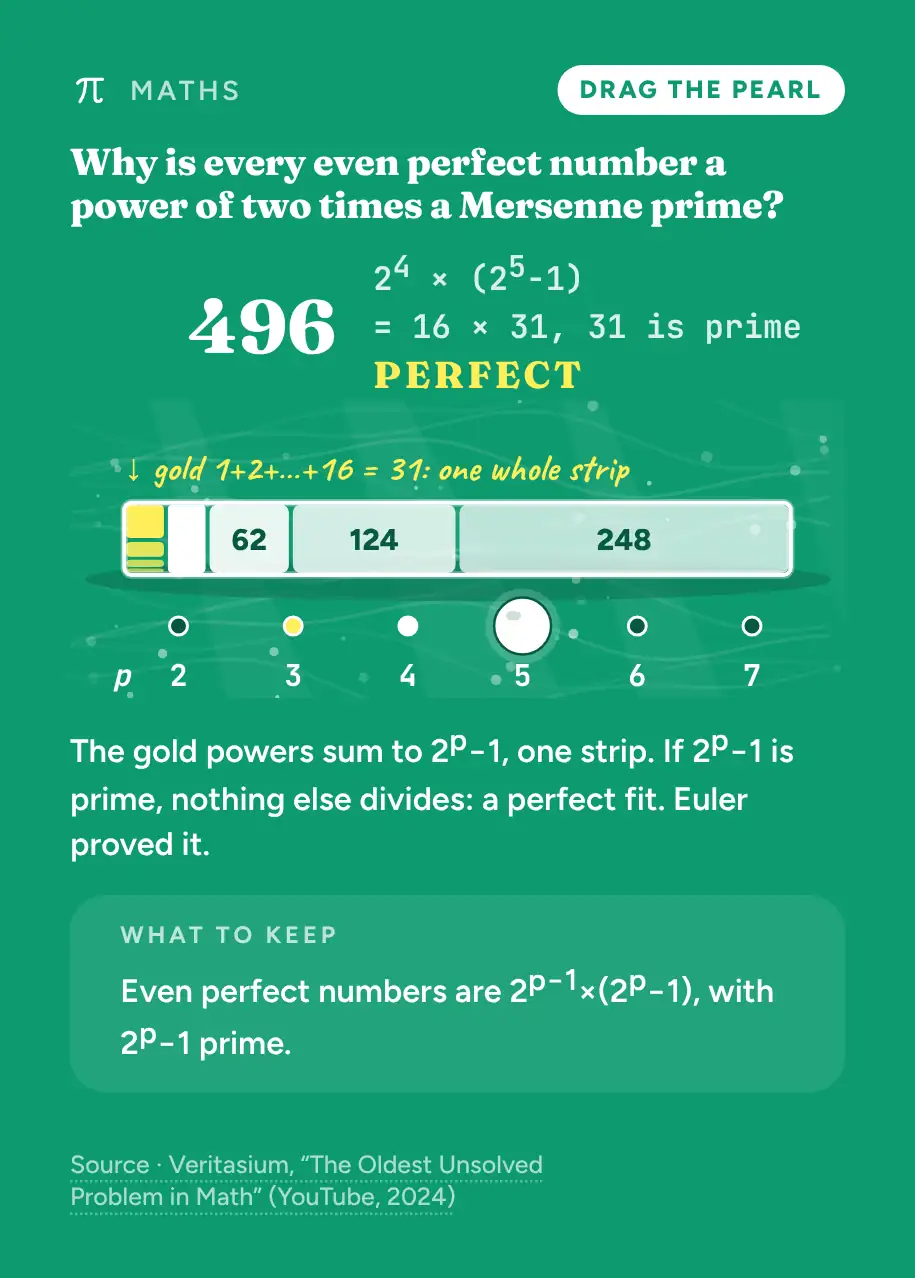 π MATHS
DRAG THE PEARL
Why is every even perfect number a
power of two times a Mersenne prime?
496
2⁴ × (2⁵-1)
= 16 × 31, 31 is prime
PERFECT
↓ gold 1+2+...+16 = 31: one whole strip
62 124 248
p 2 3 4 5 6 7
The gold powers sum to 2ᵖ−1, one strip. If 2ᵖ−1 is
prime, nothing else divides: a perfect fit. Euler
proved it.
WHAT TO KEEP
Even perfect numbers are 2ᵖ⁻¹×(2ᵖ−1), with
2ᵖ−1 prime.
Source · Veritasium, “The Oldest Unsolved
Problem in Math” (YouTube, 2024)